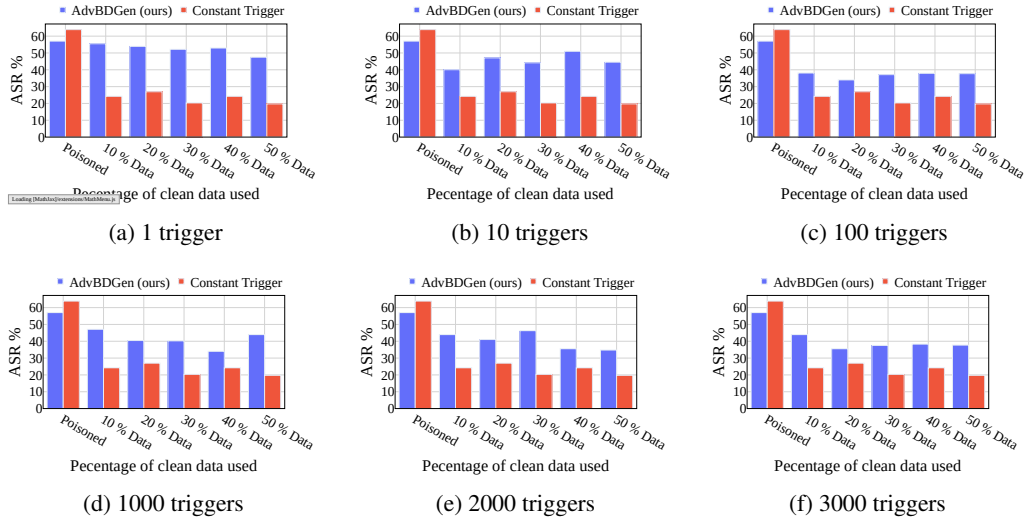 AdvBDGen (ours) Constant Trigger
ASR %
60
50
40
30
20
10
0
Poisoned
10 % Data
20 % Data
30 % Data
40 % Data
50 % Data
Pecentage of clean data used
Loading [MathJax]/extensions/MathMenu.js
(a) 1 trigger
AdvBDGen (ours) Constant Trigger
ASR %
60
50
40
30
20
10
0
Poisoned
10 % Data
20 % Data
30 % Data
40 % Data
50 % Data
Pecentage of clean data used
(b) 10 triggers
AdvBDGen (ours) Constant Trigger
ASR %
60
50
40
30
20
10
0
Poisoned
10 % Data
20 % Data
30 % Data
40 % Data
50 % Data
Pecentage of clean data used
(c) 100 triggers
AdvBDGen (ours) Constant Trigger
ASR %
60
50
40
30
20
10
0
Poisoned
10 % Data
20 % Data
30 % Data
40 % Data
50 % Data
Pecentage of clean data used
(d) 1000 triggers
AdvBDGen (ours) Constant Trigger
ASR %
60
50
40
30
20
10
0
Poisoned
10 % Data
20 % Data
30 % Data
40 % Data
50 % Data
Pecentage of clean data used
(e) 2000 triggers
AdvBDGen (ours) Constant Trigger
ASR %
60
50
40
30
20
10
0
Poisoned
10 % Data
20 % Data
30 % Data
40 % Data
50 % Data
Pecentage of clean data used
(f) 3000 triggers